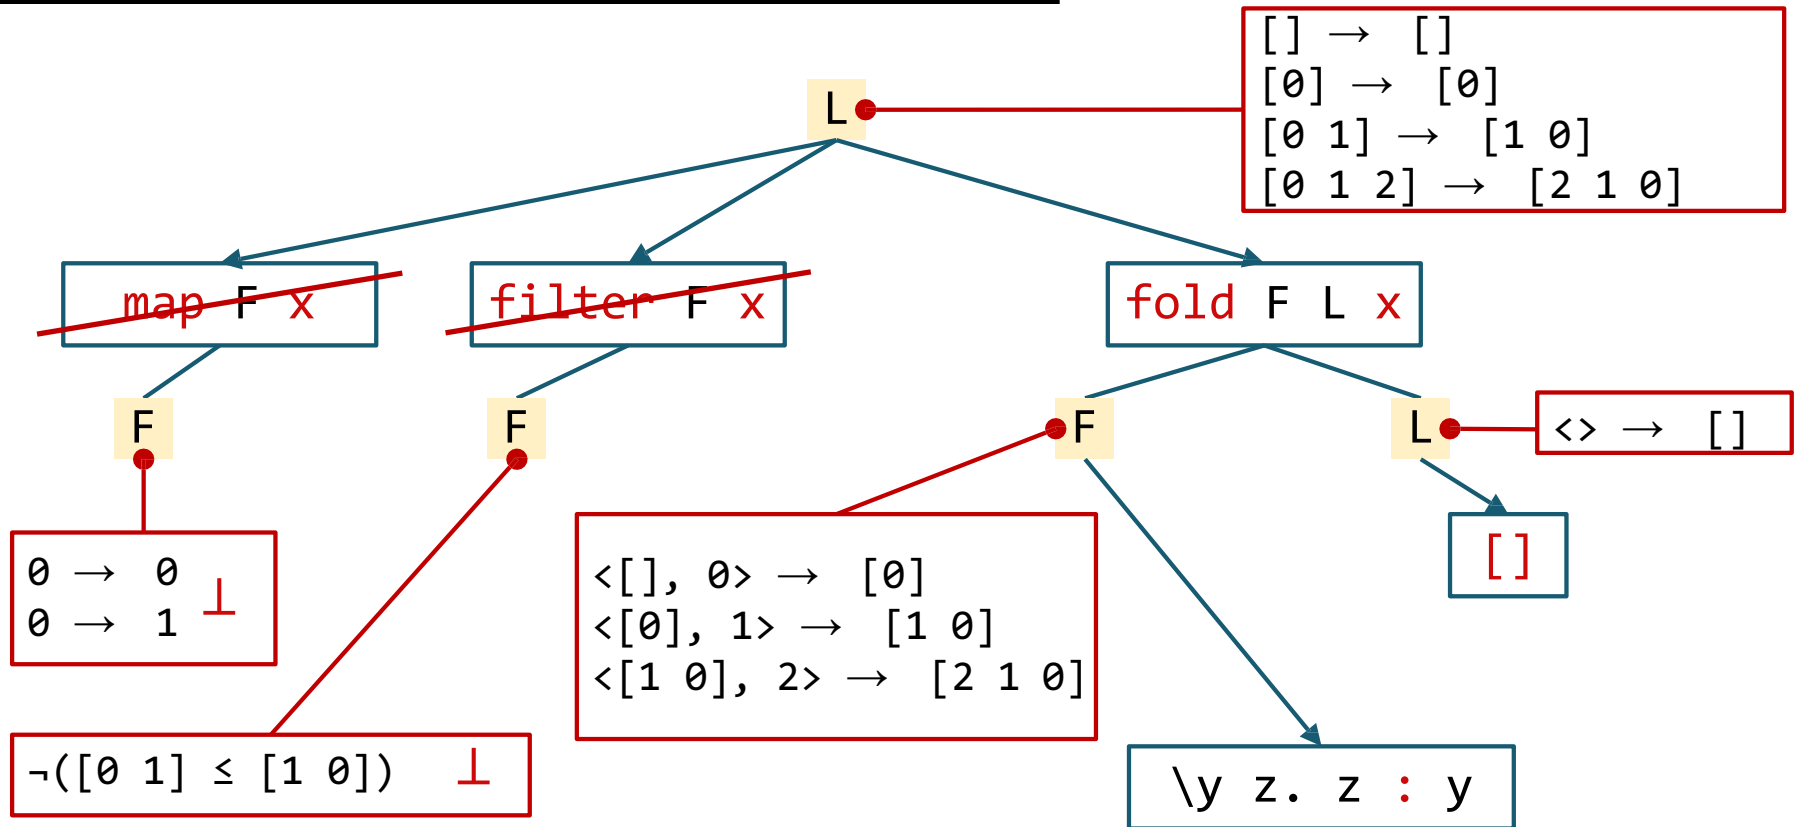 [] → []
[0] → [0]
[0 1] → [1 0]
[0 1 2] → [2 1 0]
L
map F x
filter F x
fold F L x
F
F
F
L
<> → []
[]
0 → 0
0 → 1
⊥
<[], 0> → [0]
<[0], 1> → [1 0]
<[1 0], 2> → [2 1 0]
¬([0 1] ≤ [1 0]) ⊥
\y z. z : y